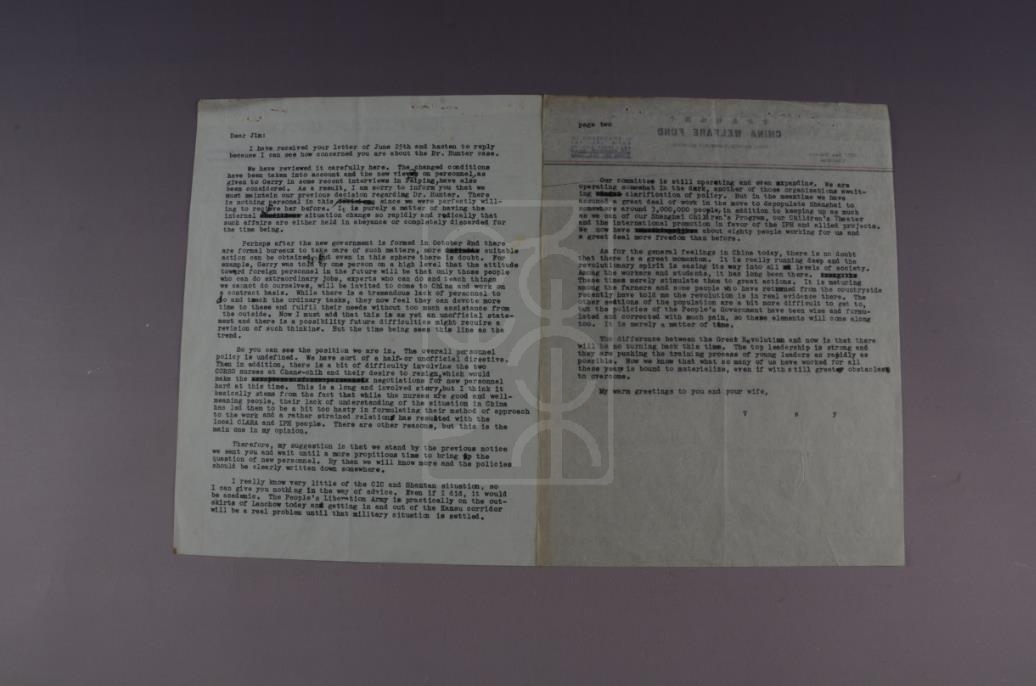 Dear Jim:
I have received your letter of June 25th and hasten to reply
because I can see how concerned you are about the Dr. Hunter case.
We have reviewed it carefully here. The changed conditions
have been taken into account and the new views on personnel,as
given to Gerry in some recent interviews in Peiping,have also
been considered. As a result, I am sorry to inform you that we
must maintain our previous decision regarding Dr. Hunter. There
is nothing personal in this since we were perfectly will-
ing to receive her before. It is purely a matter of having the
internal situation change so rapidly and radically that
such affairs are either held in abeyance or completely discarded for
the time being.
Perhaps after the new government is formed in October and there
are formal bureaux to take care of such matters, more suitable
action can be obtained, but even in this sphere there is doubt. For
example, Gerry was told by one person on a high level that the attitude
toward foreign personnel in the future will be that only those people
who can do extraordinary jobs, experts who can do and teach things
we cannot do ourselves, will be invited to come to China and work on
a contract basis. While there is a tremendous lack of personnel to
do and teach the ordinary tasks, they now feel they can devote more
time to these and fulfil their needs without too much assistance from
the outside. Now I must add that this is as yet an unofficial state-
ment and there is a possibility future difficulties might require a
revision of such thinking. But the time being sees this line as the
trend.
So you can see the position we are in. The overall personnel
policy is undefined. We have sort of a half-or unofficial directive.
Then in addition, there is a bit of difficulty involving the two
CORSO nurses at Chang-chih and their desire to resign,which would
make the negotiations for new personnel
hard at this time. This is a long and involved story,but I think it
basically stems from the fact that while the nurses are good and well-
meaning people, their lack of understanding of the situation in China
has led them to be a bit too hasty in formulating their method of approach
to the work and a rather strained relations has resulted with the
local CLARA and IPH people. There are other reasons, but this is the
main one in my opinion.
Therefore, my suggestion is that we stand by the previous notice
we sent you and wait until a more propitious time to bring up the
question of new personnel. By then we will know more and the policies
should be clearly written down somewhere.
I really know very little of the CIC and Shantan situation, so
I can give you nothing in the way of advice. Even if I did, it would
be academic. The People's Liberation Army is practically on the out-
skirts of Lanchow today and getting in and out of the Kansu corridor
will be a real problem until that military situation is settled.
page two
CHINA WELFARE FUND
Our committee is still operating and even expanding. We are
operating somewhat in the dark, another of those organizations await-
ing clarification of policy. But in the meantime we have
assumed a great deal of work in the move to depopulate Shanghai to
somewhere around 3,000,000 people,in addition to keeping up as much
as we can of our Shanghai Children's Program, our Children's Theater
and the international promotion in favor of the IPH and allied projects.
We now have about eighty people working for us and
a great deal more freedom than before.
As for the general feelings in China today, there is no doubt
that there is a great momentum. It is really running deep and the
revolutionary spirit is easing its way into all levels of society.
Among the workers and students, it has long been there.
These times merely stimulate them to great actions. It is maturing
among the farmers and some people who have returned from the countryside
recently have told me the revolution is in real evidence there. The
other sections of the population are a bit more difficult to get to,
but the policies of the People's Government have been wise and formu-
lated and corrected with much pain, so these elements will come along
too. It is merely a matter of time.
The difference between the Great Revolution and now is that there
will be no turning back this time. The top leadership is strong and
they are pushing the training process of young leaders as rapidly as
possible. Now we know that what so many of us have worked for all
these years is bound to materialize, even if with still greater obstacles
to overcome.
My warm greetings to you and your wife,
Y s y